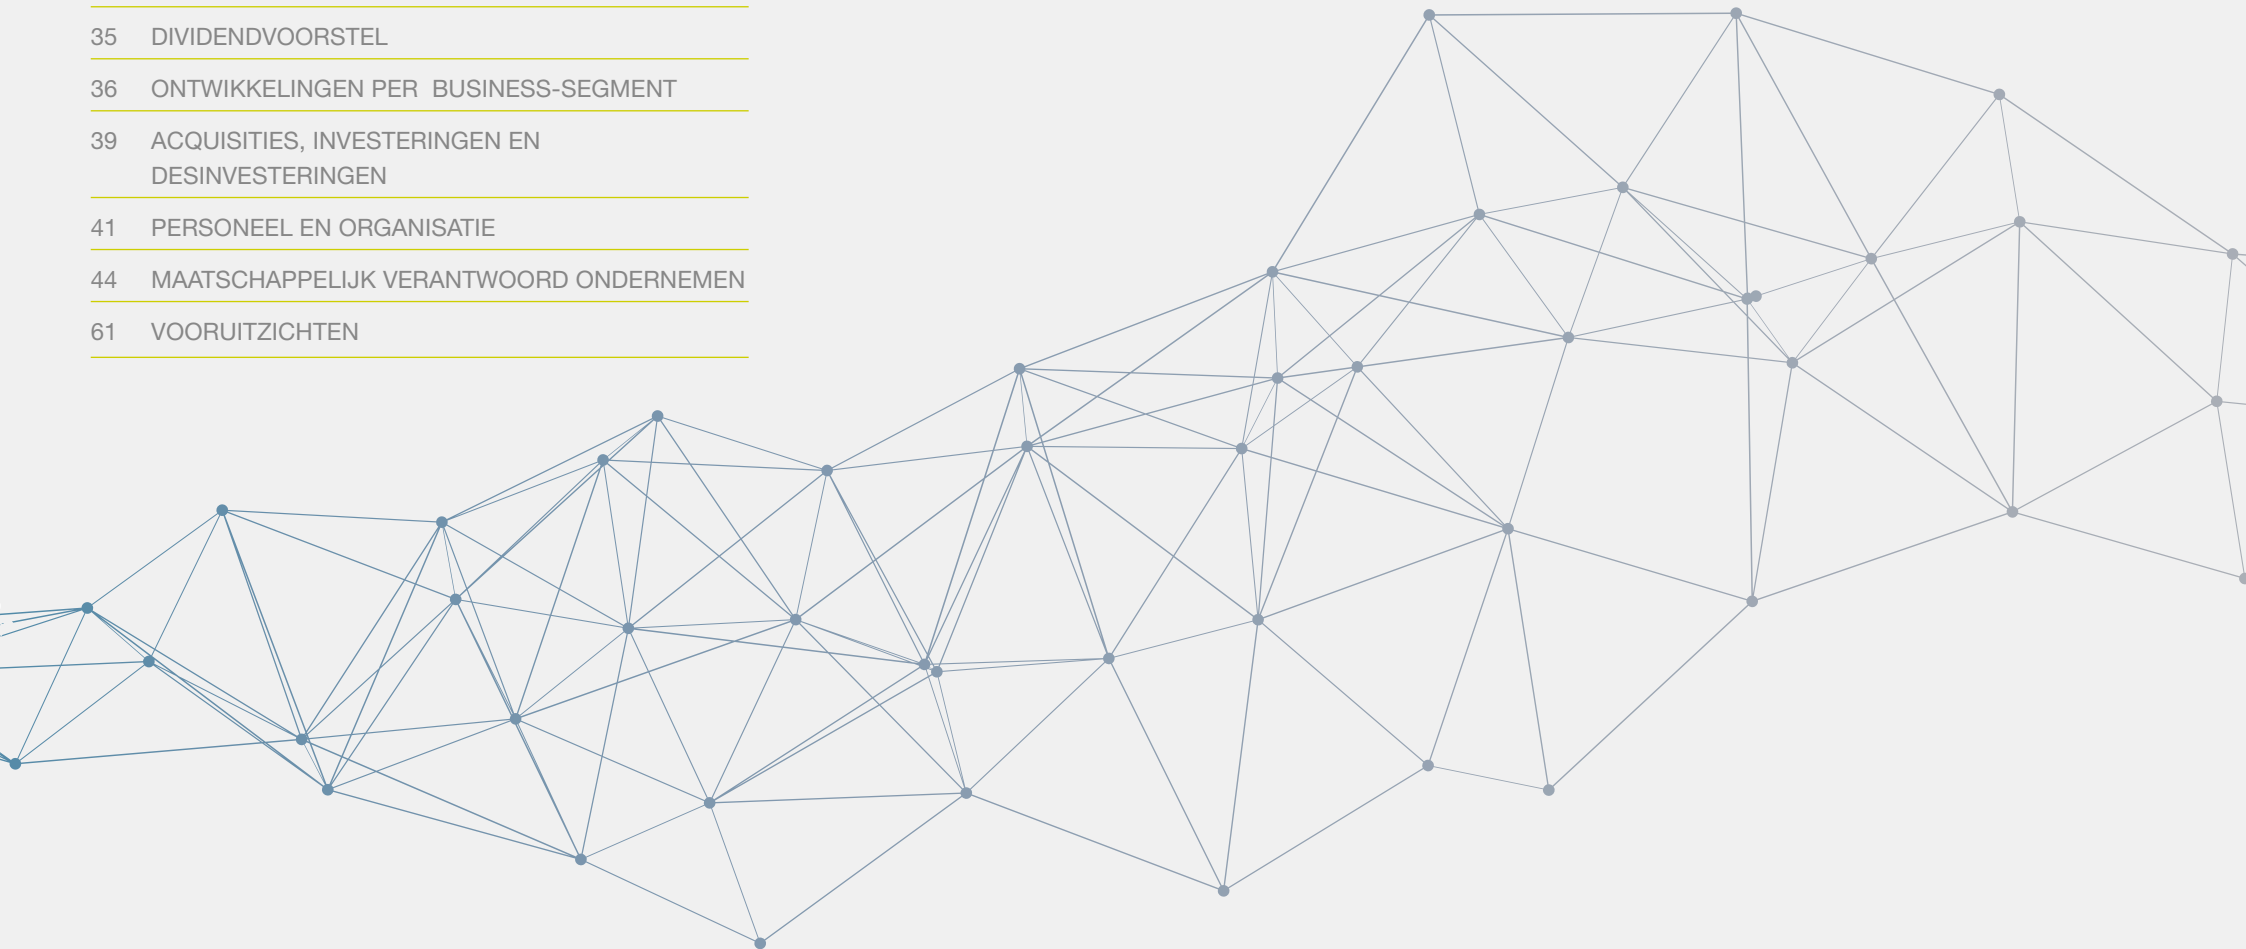 35 DIVIDENDVOORSTEL
36 ONTWIKKELINGEN PER BUSINESS-SEGMENT
39 ACQUISITIES, INVESTERINGEN EN
DESINVESTERINGEN
41 PERSONEEL EN ORGANISATIE
44 MAATSCHAPPELIJK VERANTWOORD ONDERNEMEN
61 VOORUITZICHTEN